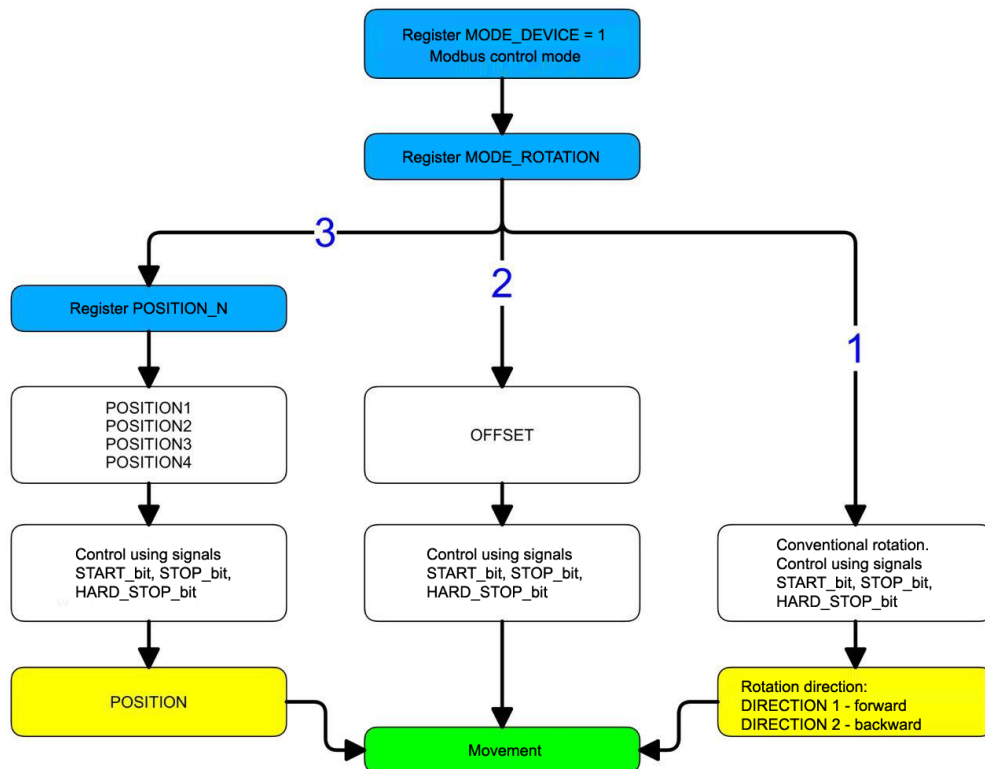 Register MODE_DEVICE = 1
Modbus control mode
Register MODE_ROTATION
3
2
1
Register POSITION_N
POSITION1
POSITION2
POSITION3
POSITION4
OFFSET
Control using signals
START_bit, STOP_bit,
HARD_STOP_bit
Control using signals
START_bit, STOP_bit,
HARD_STOP_bit
Conventional rotation.
Control using signals
START_bit, STOP_bit,
HARD_STOP_bit
POSITION
Rotation direction:
DIRECTION 1 - forward
DIRECTION 2 - backward
Movement